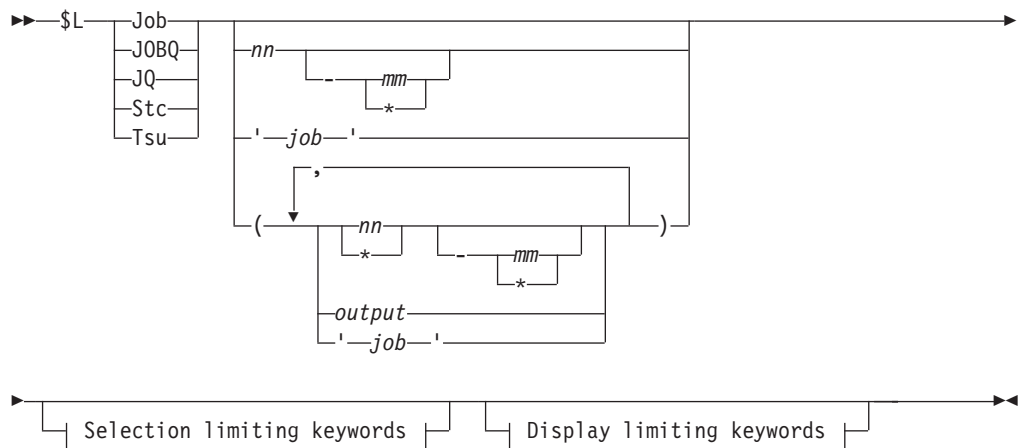 $L Job
JOBQ nn
- mm
JQ *
Stc
Tsu ' job '
,
( nn )
* - mm
*
output
' job '
Selection limiting keywords Display limiting keywords